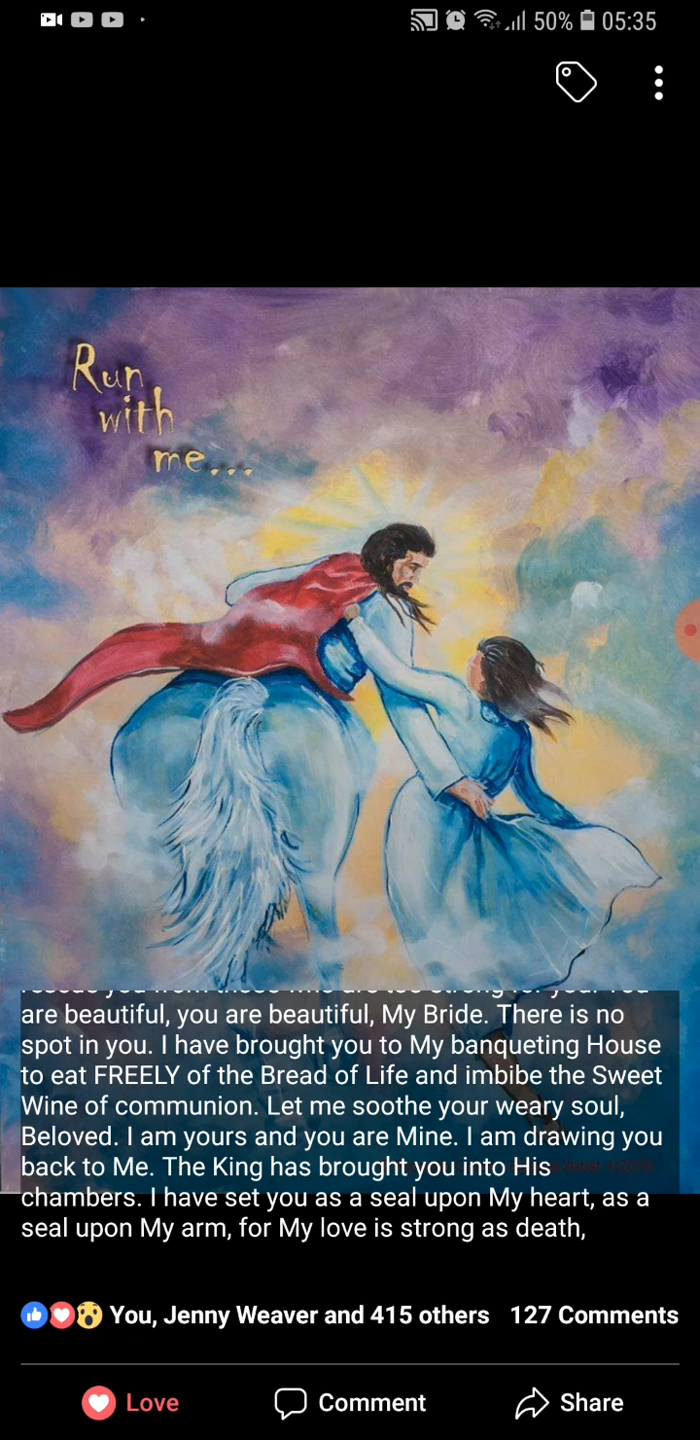 50% 05:35
Run
with
me...
are beautiful, you are beautiful, My Bride. There is no
spot in you. I have brought you to My banqueting House
to eat FREELY of the Bread of Life and imbibe the Sweet
Wine of communion. Let me soothe your weary soul,
Beloved. I am yours and you are Mine. I am drawing you
back to Me. The King has brought you into His
chambers. I have set you as a seal upon My heart, as a
seal upon My arm, for My love is strong as death,
You, Jenny Weaver and 415 others 127 Comments
Love Comment Share